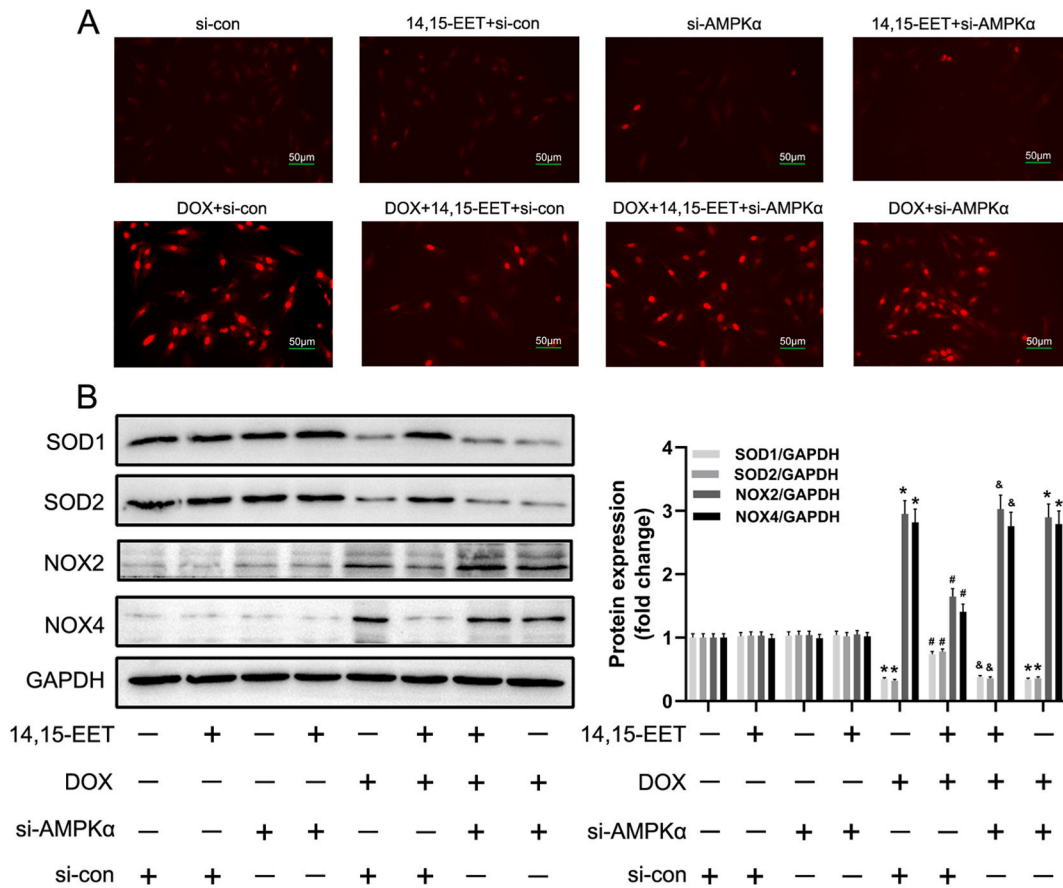 A
si-con 14,15-EET+si-con si-AMPKα 14,15-EET+si-AMPKα
50μm 50μm 50μm 50μm
DOX+si-con DOX+14,15-EET+si-con DOX+14,15-EET+si-AMPKα DOX+si-AMPKα
50μm 50μm 50μm 50μm
B
SOD1
SOD2
NOX2
NOX4
GAPDH
14,15-EET — + — + — + + —
DOX — — — — + + + +
si-AMPKα — — + + — — + +
si-con + + — — + + — —
Protein expression
(fold change)
4
3
2
1
0
SOD1/GAPDH
SOD2/GAPDH
NOX2/GAPDH
NOX4/GAPDH
* * & & * *
# #
# #
* * & & * *
14,15-EET — + — + — + + —
DOX — — — — + + + +
si-AMPKα — — + + — — + +
si-con + + — — + + — —